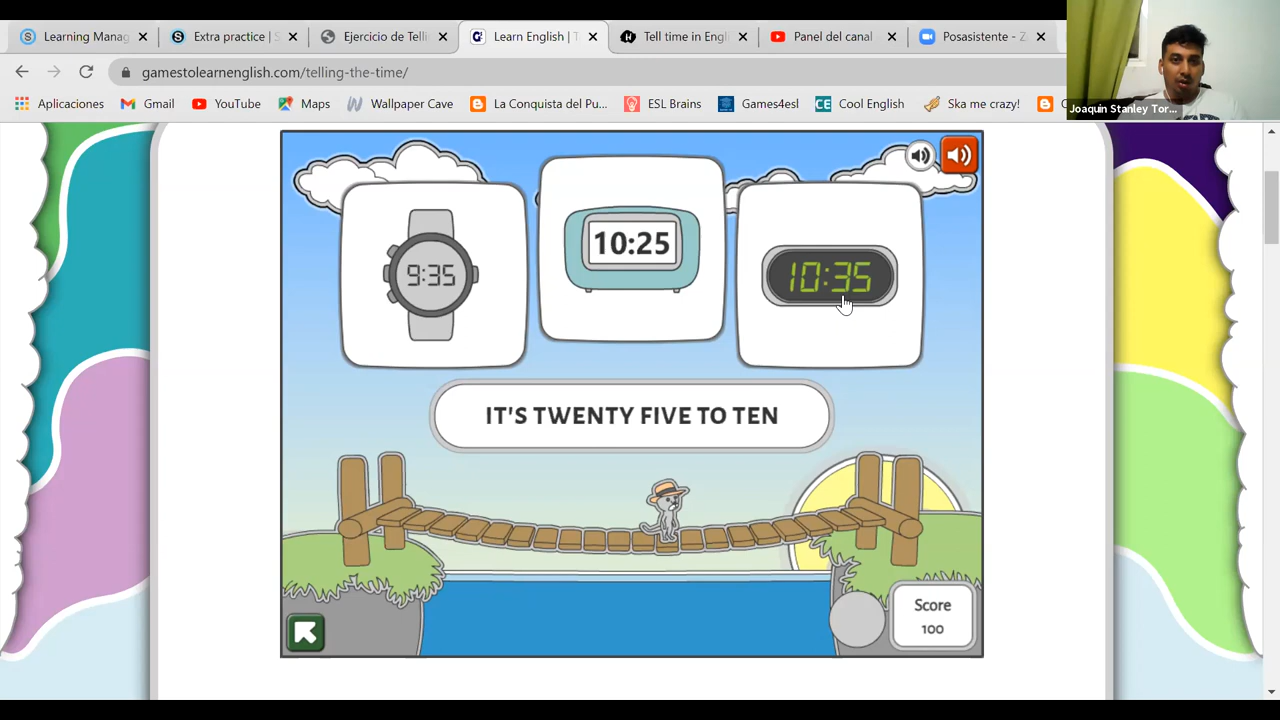 Learning Manag
Extra practice | S
Ejercicio de Telli
Learn English | T
Tell time in Engli
Panel del canal
Posasistente - Z
gamestolearnenglish.com/telling-the-time/
Aplicaciones
Gmail
YouTube
Maps
Wallpaper Cave
La Conquista del Pu...
ESL Brains
Games4esl
Cool English
Ska me crazy!
Co
Joaquin Stanley Tor...
9:35
10:25
10:35
IT'S TWENTY FIVE TO TEN
Score
100